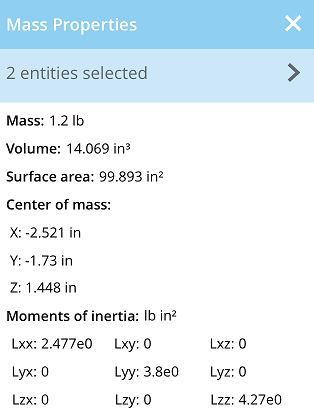 Mass Properties
2 entities selected
Mass: 1.2 lb
Volume: 14.069 in³
Surface area: 99.893 in²
Center of mass:
X: -2.521 in
Y: -1.73 in
Z: 1.448 in
Moments of inertia: lb in²
Lxx: 2.477e0 Lxy: 0 Lxz: 0
Lyx: 0 Lyy: 3.8e0 Lyz: 0
Lzx: 0 Lzy: 0 Lzz: 4.27e0